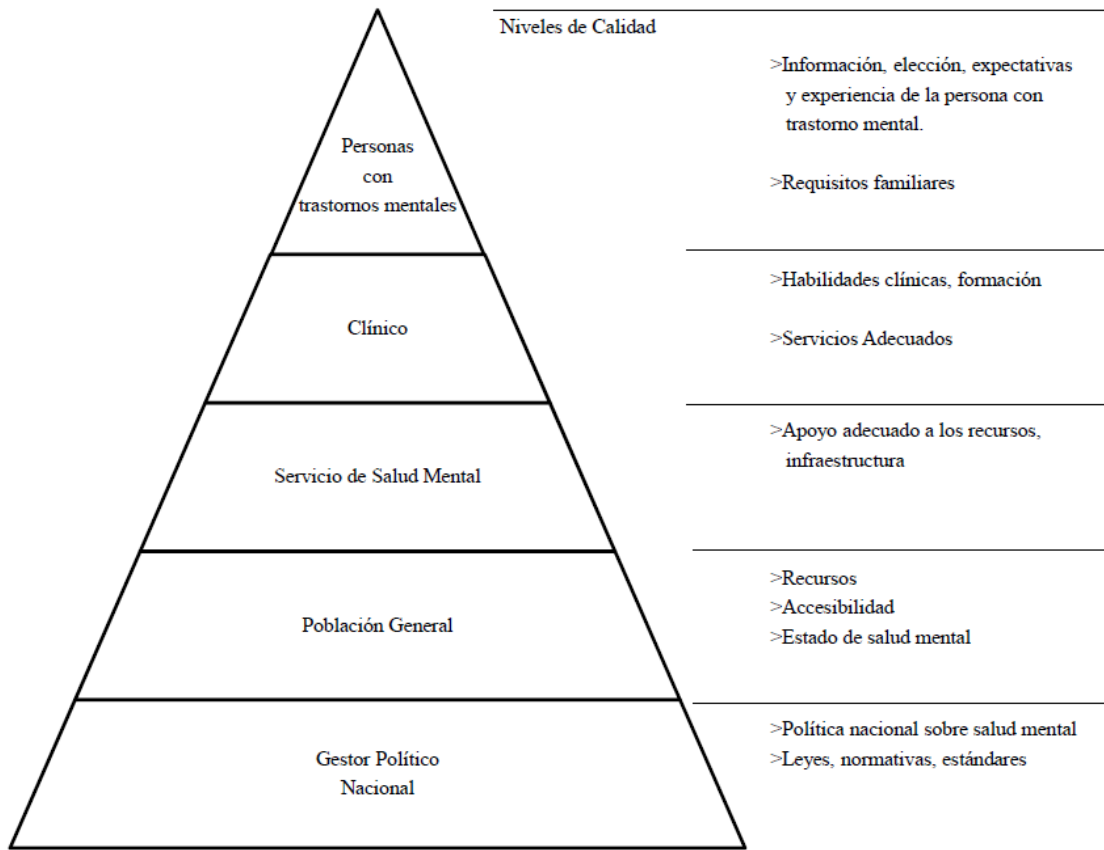 Niveles de Calidad
Personas
con
trastornos mentales
>Información, elección, expectativas
y experiencia de la persona con
trastorno mental.
>Requisitos familiares
Clínico
>Habilidades clínicas, formación
>Servicios Adecuados
Servicio de Salud Mental
>Apoyo adecuado a los recursos,
infraestructura
Población General
>Recursos
>Accesibilidad
>Estado de salud mental
Gestor Político
Nacional
>Política nacional sobre salud mental
>Leyes, normativas, estándares